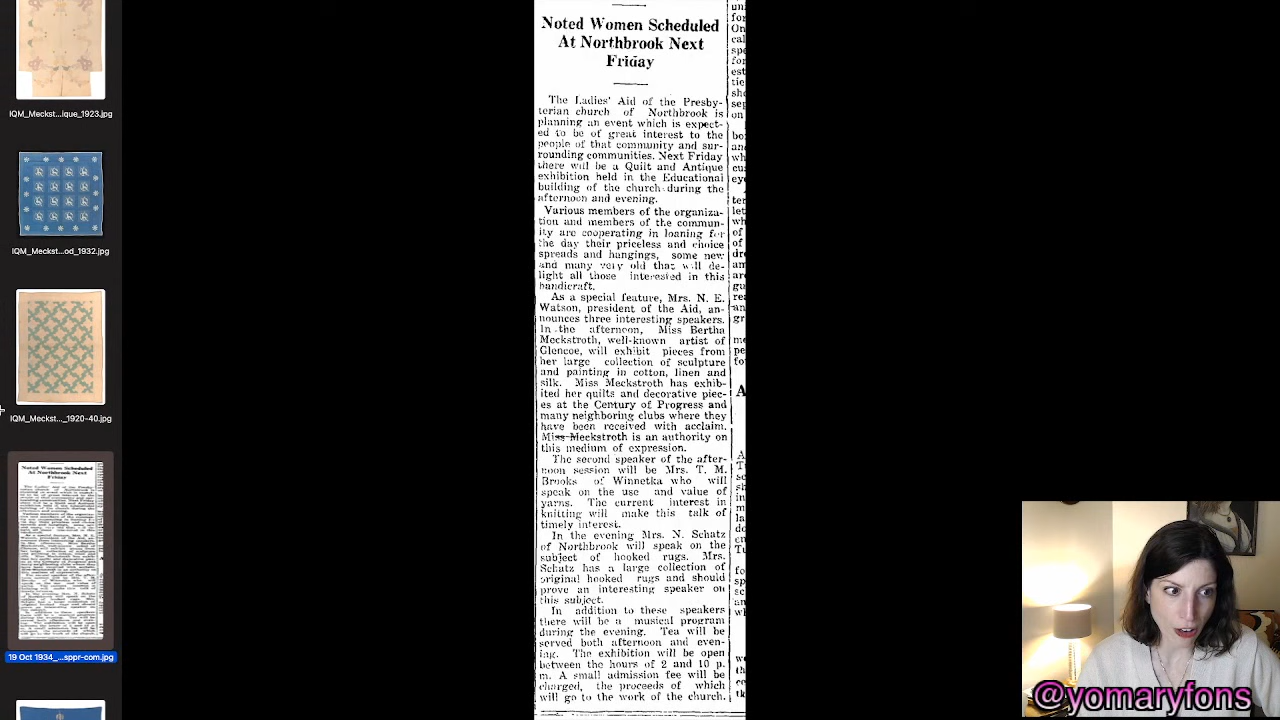 IQM_Meckst...ique_1923.jpg
IQM_Meckst...od_1932.jpg
IQM_Meckst..._1920-40.jpg
19 Oct 1934_...sppr-com.jpg
Noted Women Scheduled
At Northbrook Next
Friday
The Ladies' Aid of the Presby-
terian church of Northbrook is
planning an event which is expect-
ed to be of great interest to the
people of that community and sur-
rounding communities. Next Friday
there will be a Quilt and Antique
exhibition held in the Educational
building of the church during the
afternoon and evening.
Various members of the organiza-
tion and members of the commun-
ity are cooperating in loaning for
the day their priceless and choice
spreads and hangings, some new
and many very old that will de-
light all those interested in this
handicraft.
As a special feature, Mrs. N. E.
Watson, president of the Aid, an-
nounces three interesting speakers.
In the afternoon, Miss Bertha
Meckstroth, well-known artist of
Glencoe, will exhibit pieces from
her large collection of sculpture
and painting in cotton, linen and
silk. Miss Meckstroth has exhib-
ited her quilts and decorative piec-
es at the Century of Progress and
many neighboring clubs where they
have been received with acclaim.
Miss Meckstroth is an authority on
this medium of expression.
The second speaker of the after-
noon session will be Mrs. T. M.
Brooks of Winnetka who will
speak on the use and value of
yarns. The current interest in
knitting will make this talk of
timely interest.
In the evening Mrs. N. Schatz
of Northbrook will speak on the
subject of hooked rugs. Mrs.
Schatz has a large collection of
original hooked rugs and should
prove an interesting speaker on
this subject.
In addition to these speakers
there will be a musical program
during the evening. Tea will be
served both afternoon and even-
ing. The exhibition will be open
between the hours of 2 and 10 p.
m. A small admission fee will be
charged, the proceeds of which
will go to the work of the church.
@yomaryfons